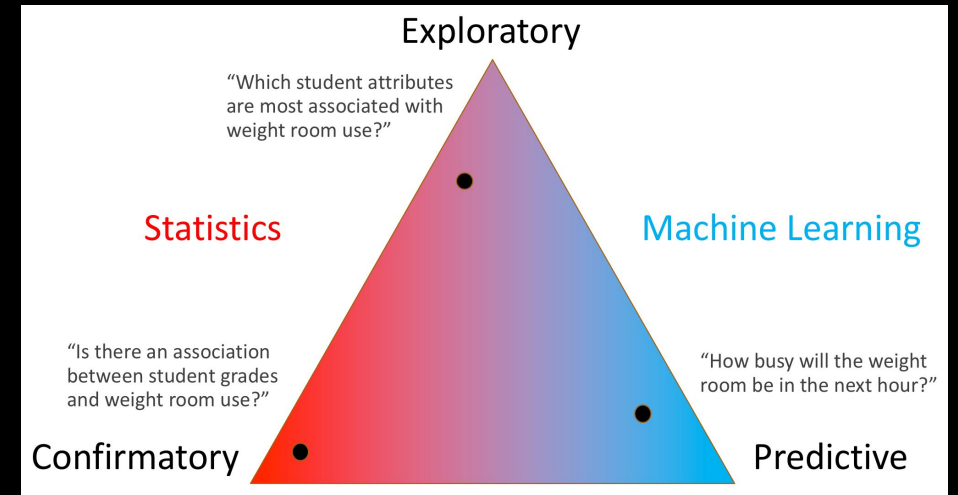 Exploratory
“Which student attributes
are most associated with
weight room use?”
Statistics
Machine Learning
“Is there an association
between student grades
and weight room use?”
“How busy will the weight
room be in the next hour?”
Confirmatory
Predictive